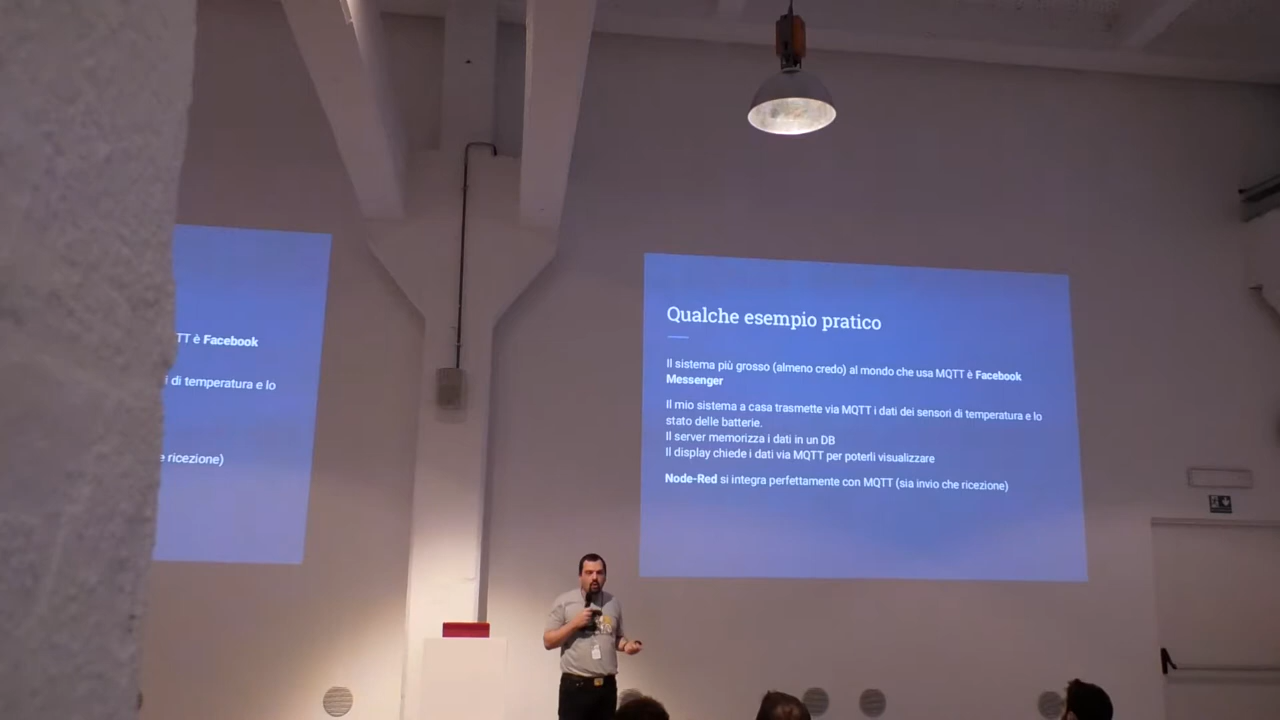 TT è Facebook
i di temperatura e lo
e ricezione)
Qualche esempio pratico
Il sistema più grosso (almeno credo) al mondo che usa MQTT è Facebook
Messenger
Il mio sistema a casa trasmette via MQTT i dati dei sensori di temperatura e lo
stato delle batterie.
Il server memorizza i dati in un DB
Il display chiede i dati via MQTT per poterli visualizzare
Node-Red si integra perfettamente con MQTT (sia invio che ricezione)